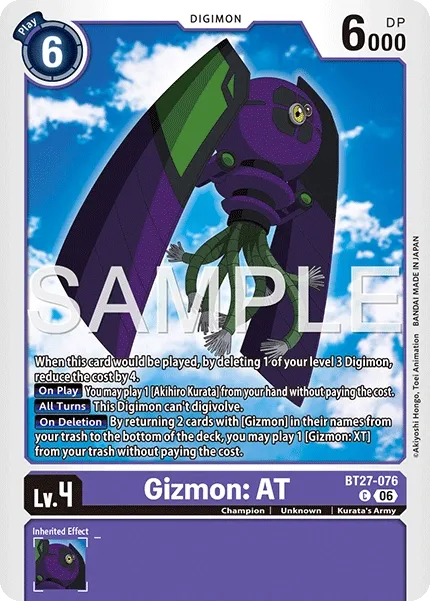 Play
6
DIGIMON
6000
DP
SAMPLE
When this card would be played, by deleting 1 of your level 3 Digimon,
reduce the cost by 4.
On Play You may play 1 [Akihiro Kurata] from your hand without paying the cost.
All Turns This Digimon can't digivolve.
On Deletion By returning 2 cards with [Gizmon] in their names from
your trash to the bottom of the deck, you may play 1 [Gizmon: XT]
from your trash without paying the cost.
©Akiyoshi Hongo, Toei Animation BANDAI MADE IN JAPAN
Lv.4
Gizmon: AT
BT27-076
C 06
Champion | Unknown | Kurata's Army
Inherited Effect